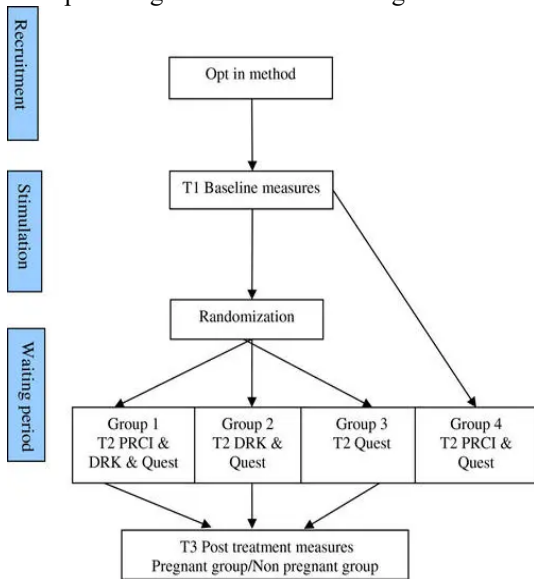 Recruitment
Opt in method
Stimulation
T1 Baseline measures
Randomization
Waiting period
Group 1
T2 PRCI &
DRK & Quest
Group 2
T2 DRK &
Quest
Group 3
T2 Quest
Group 4
T2 PRCI &
Quest
T3 Post treatment measures
Pregnant group/Non pregnant group